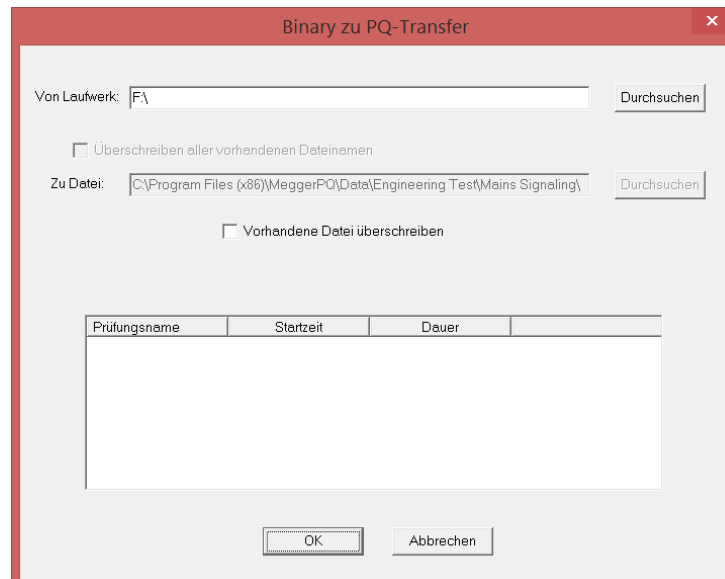 Binary zu PQ-Transfer
x
Von Laufwerk: F:\ Durchsuchen
Überschreiben aller vorhandenen Dateinamen
Zu Datei: C:\Program Files (x86)\MeggerPQ\Data\Engineering Test\Mains Signaling\ Durchsuchen
Vorhandene Datei überschreiben
Prüfungsname Startzeit Dauer
OK Abbrechen